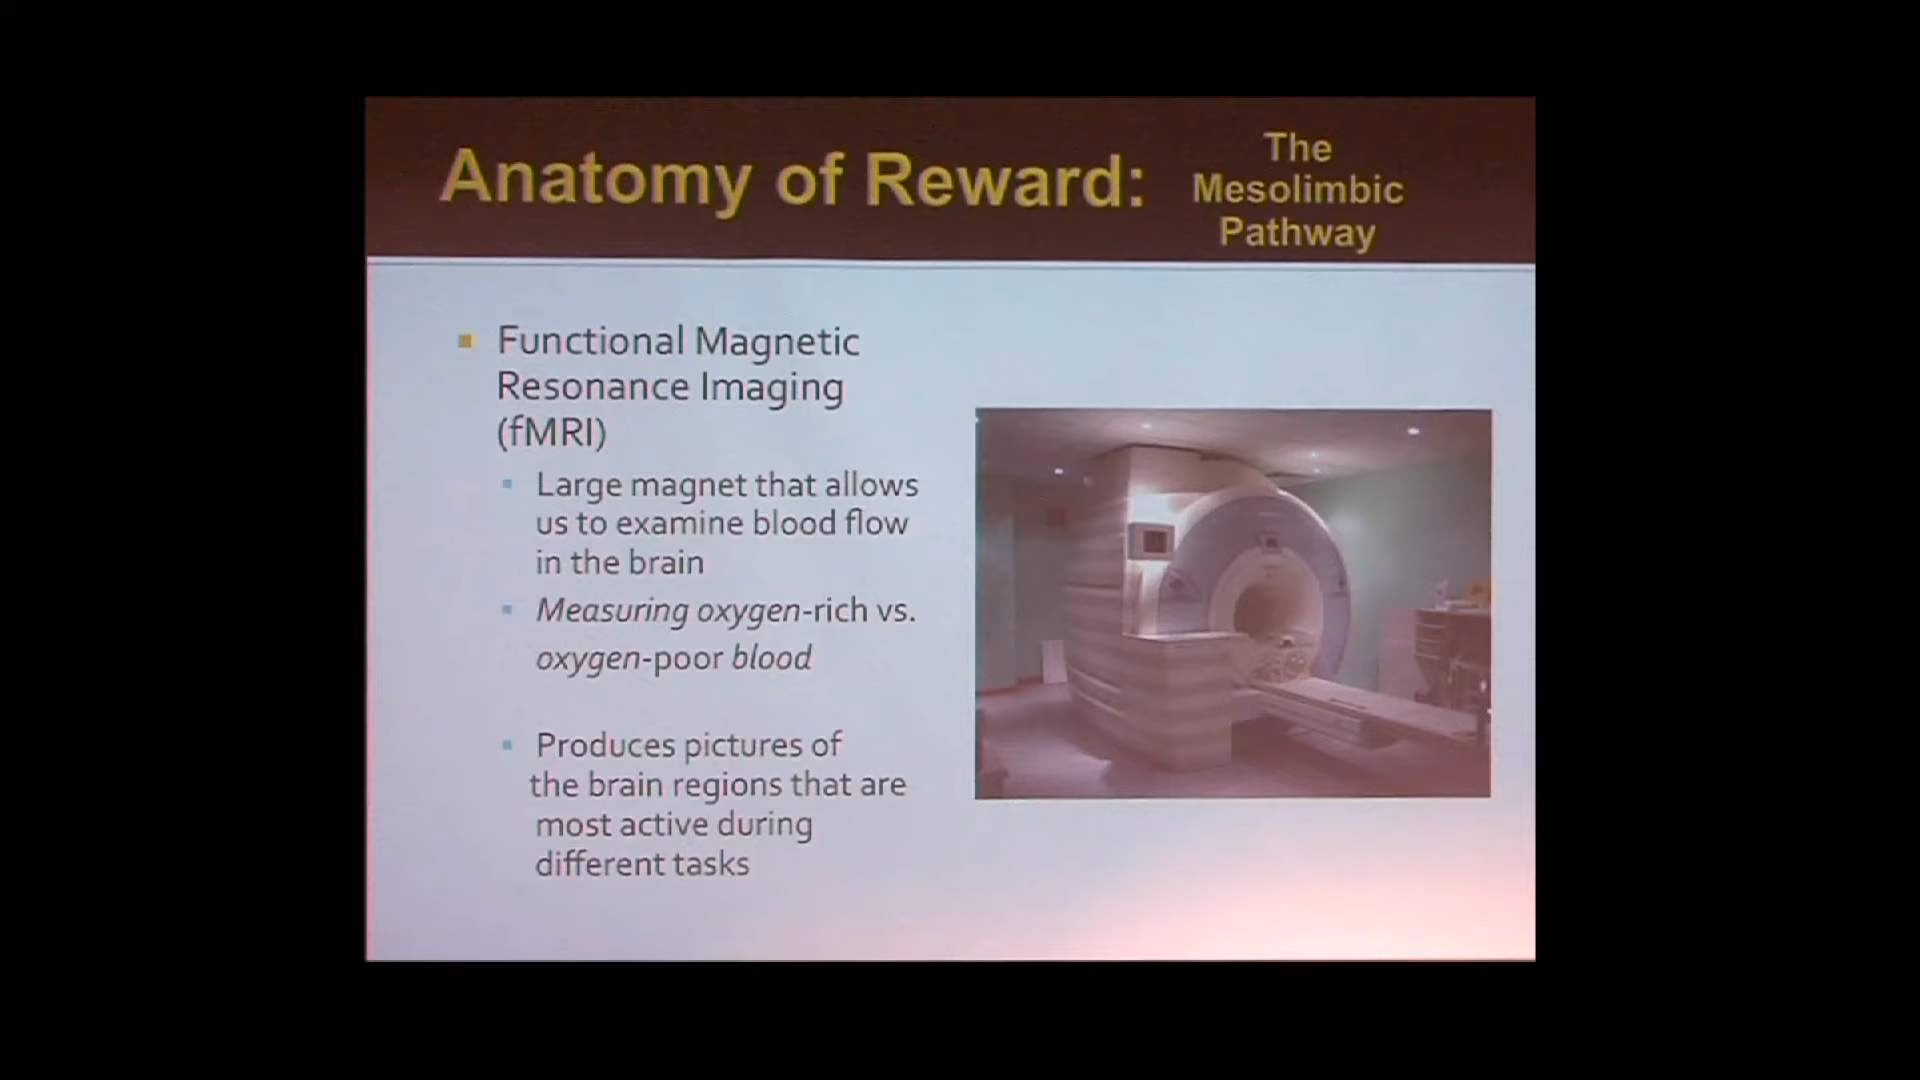 Anatomy of Reward:
The
Mesolimbic
Pathway
Functional Magnetic
Resonance Imaging
(fMRI)
Large magnet that allows
us to examine blood flow
in the brain
Measuring oxygen-rich vs.
oxygen-poor blood
Produces pictures of
the brain regions that are
most active during
different tasks